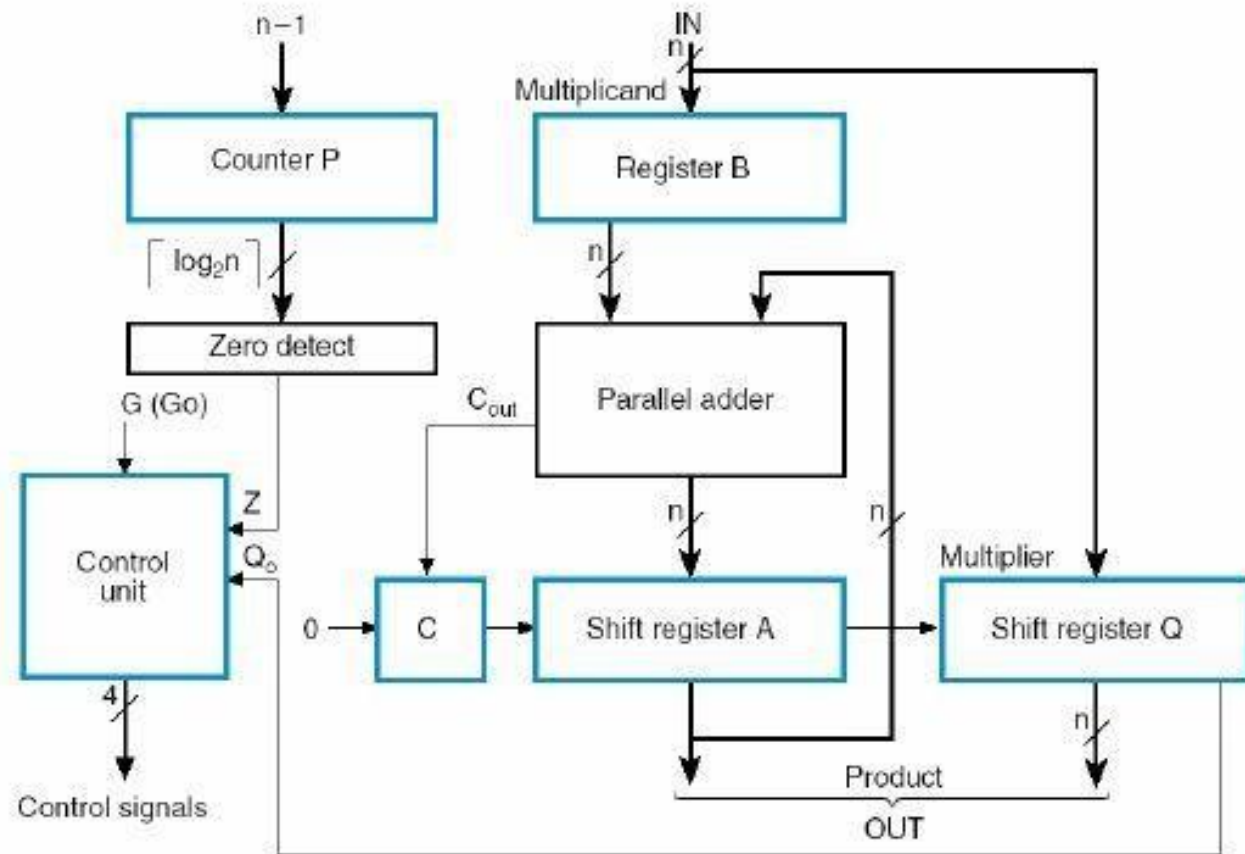 n−1
IN
n
Multiplicand
Counter P
Register B
⌈log₂n⌉
n
Zero detect
G (Go)
Cout
Parallel adder
Z
n
n
Control unit
Qo
Multiplier
0
C
Shift register A
Shift register Q
4
n
Control signals
Product
OUT